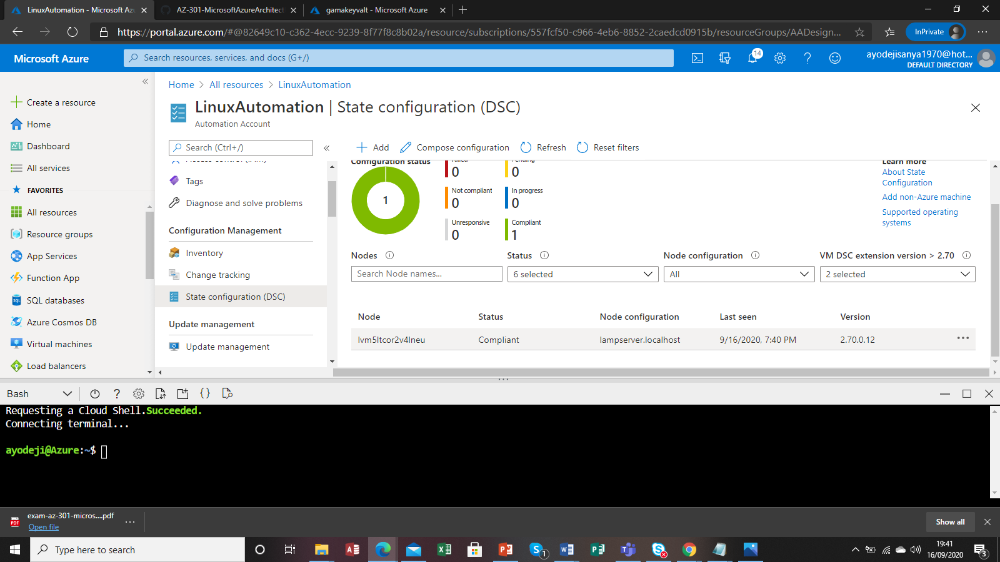 LinuxAutomation - Microsoft Azu
AZ-301-MicrosoftAzureArchitect
gamakeyvalt - Microsoft Azure
https://portal.azure.com/#@82649c10-c362-4ecc-9239-8f77f8c8b02a/resource/subscriptions/557fcf50-c966-4eb6-8852-2caedcd0915b/resourceGroups/AADesign...
InPrivate
Microsoft Azure
Search resources, services, and docs (G+/)
14
ayodejisanya1970@hot...
DEFAULT DIRECTORY
Create a resource
Home
Dashboard
All services
FAVORITES
All resources
Resource groups
App Services
Function App
SQL databases
Azure Cosmos DB
Virtual machines
Load balancers
Home > All resources > LinuxAutomation
LinuxAutomation | State configuration (DSC)
Automation Account
Search (Ctrl+/)
Access control (IAM)
Tags
Diagnose and solve problems
Configuration Management
Inventory
Change tracking
State configuration (DSC)
Update management
Update management
Add
Compose configuration
Refresh
Reset filters
Configuration status
1
Failed
0
Pending
0
Not compliant
0
In progress
0
Unresponsive
0
Compliant
1
Learn more
About State
Configuration
Add non-Azure machine
Supported operating
systems
Nodes
Status
Node configuration
VM DSC extension version > 2.70
Search Node names...
6 selected
All
2 selected
Node Status Node configuration Last seen Version
lvm5ltcor2v4lneu Compliant lampserver.localhost 9/16/2020, 7:40 PM 2.70.0.12
Bash
Requesting a Cloud Shell.Succeeded.
Connecting terminal...
ayodeji@Azure:~$
exam-az-301-micros....pdf
Open file
Show all
Type here to search
1
19:41
16/09/2020
3